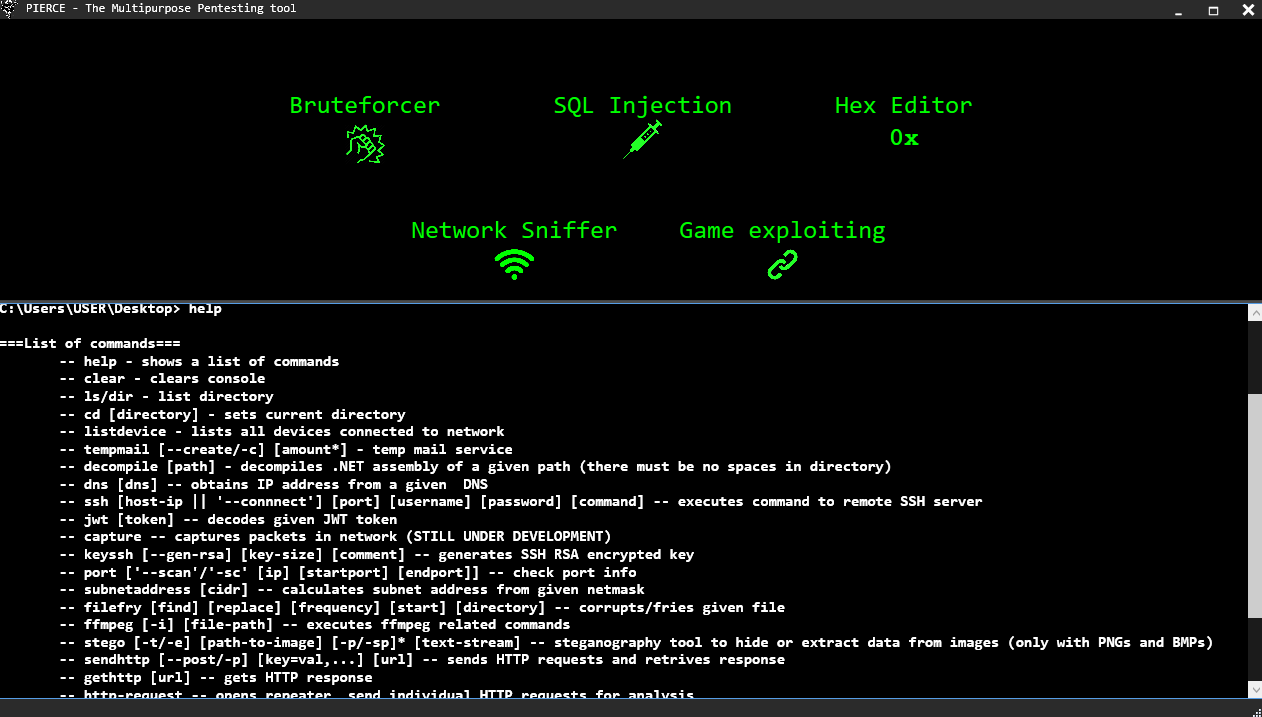 PIERCE - The Multipurpose Pentesting tool
Bruteforcer
SQL Injection
Hex Editor
0x
Network Sniffer
Game exploiting
C:\Users\USER\Desktop> help
===List of commands===
-- help - shows a list of commands
-- clear - clears console
-- ls/dir - list directory
-- cd [directory] - sets current directory
-- listdevice - lists all devices connected to network
-- tempmail [--create/-c] [amount*] - temp mail service
-- decompile [path] - decompiles .NET assembly of a given path (there must be no spaces in directory)
-- dns [dns] -- obtains IP address from a given  DNS
-- ssh [host-ip || '--connnect'] [port] [username] [password] [command] -- executes command to remote SSH server
-- jwt [token] -- decodes given JWT token
-- capture -- captures packets in network (STILL UNDER DEVELOPMENT)
-- keyssh [--gen-rsa] [key-size] [comment] -- generates SSH RSA encrypted key
-- port ['--scan'/'-sc' [ip] [startport] [endport]] -- check port info
-- subnetaddress [cidr] -- calculates subnet address from given netmask
-- filefry [find] [replace] [frequency] [start] [directory] -- corrupts/fries given file
-- ffmpeg [-i] [file-path] -- executes ffmpeg related commands
-- stego [-t/-e] [path-to-image] [-p/-sp]* [text-stream] -- steganography tool to hide or extract data from images (only with PNGs and BMPs)
-- sendhttp [--post/-p] [key=val,...] [url] -- sends HTTP requests and retrives response
-- gethttp [url] -- gets HTTP response
-- http-request -- opens repeater, send individual HTTP requests for analysis